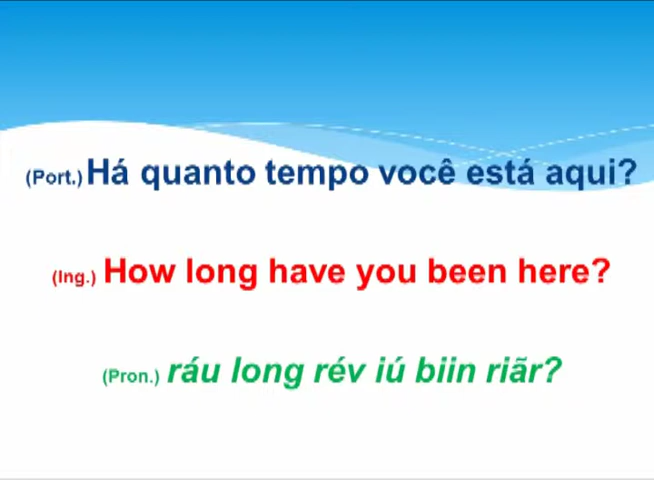 (Port.) Há quanto tempo você está aqui?
(Ing.) How long have you been here?
(Pron.) ráu long rév iú biin riãr?